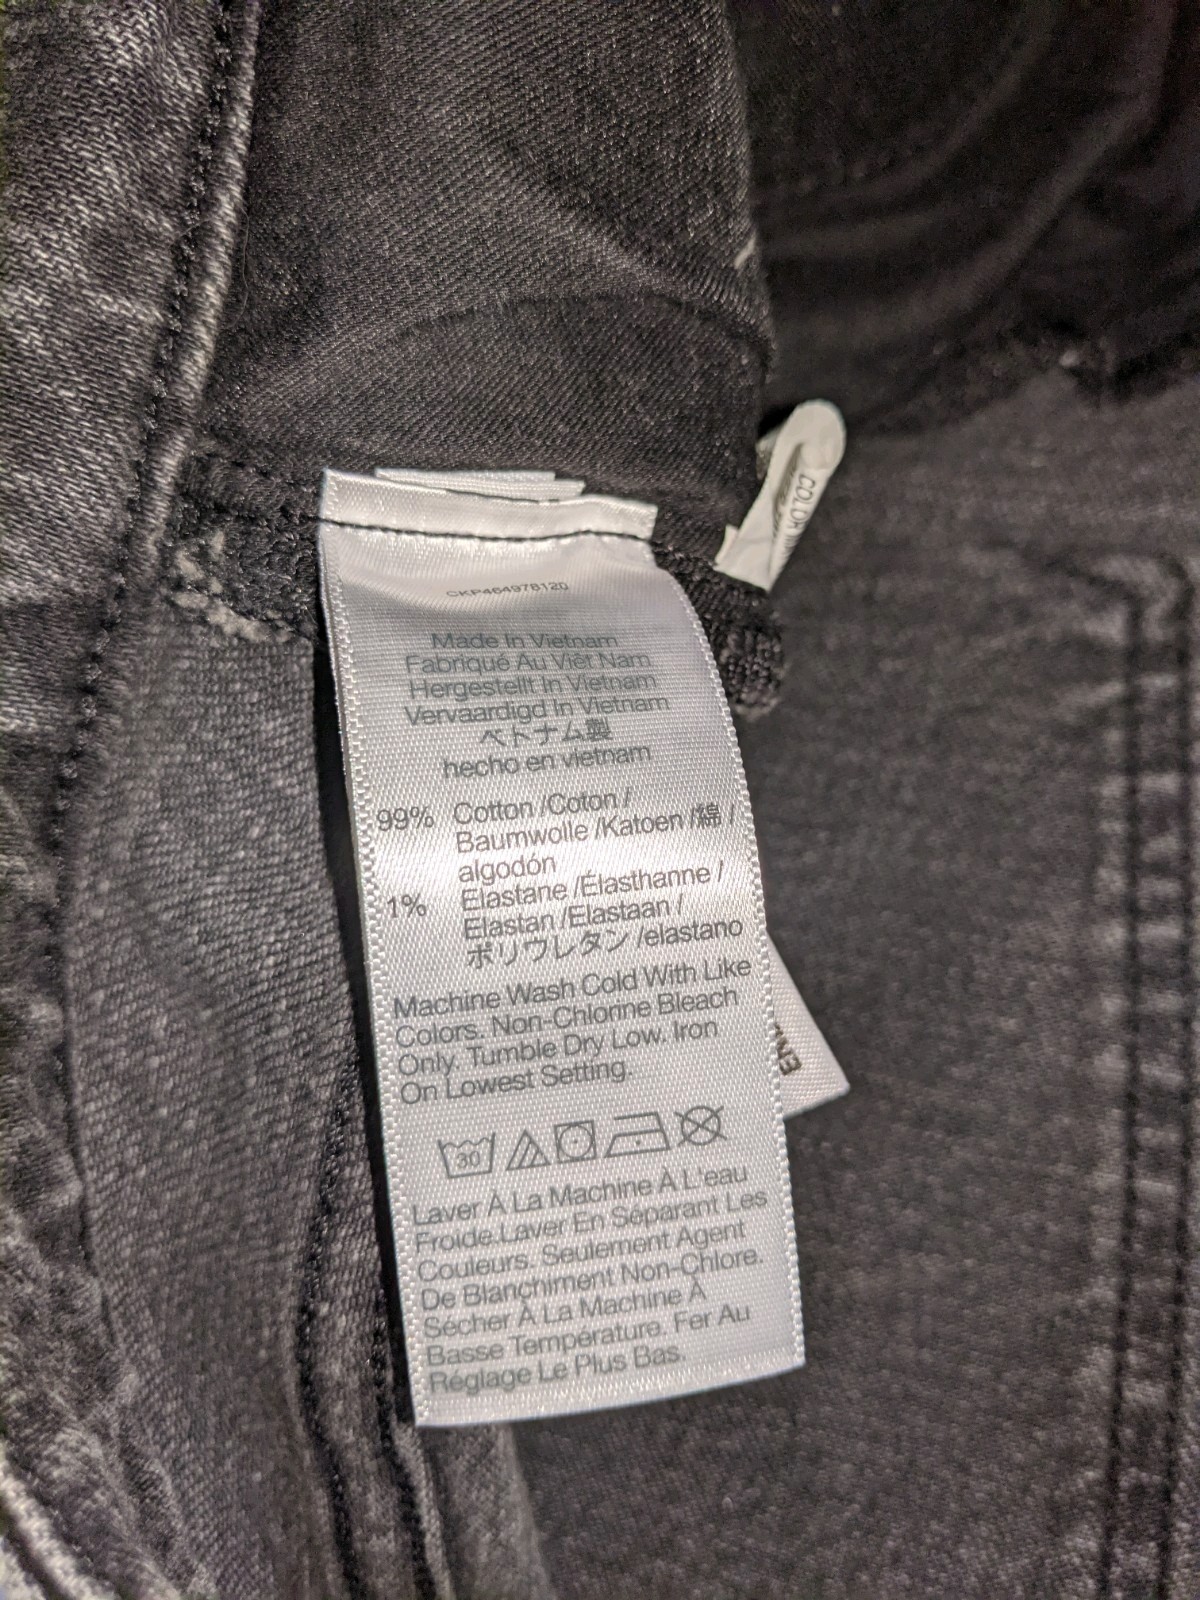 CKP464978120
Made In Vietnam
Fabriqué Au Viêt Nam
Hergestellt In Vietnam
Vervaardigd In Vietnam
ベトナム製
hecho en vietnam
99% Cotton /Coton /
Baumwolle /Katoen /綿 /
algodón
1% Elastane /Élasthanne /
Elastan /Elastaan /
ポリウレタン /elastano
Machine Wash Cold With Like
Colors. Non-Chlorine Bleach
Only. Tumble Dry Low. Iron
On Lowest Setting.
30
Laver À La Machine À L'eau
Froide.Laver En Séparant Les
Couleurs. Seulement Agent
De Blanchiment Non-Chlore.
Sécher À La Machine À
Basse Température. Fer Au
Réglage Le Plus Bas.